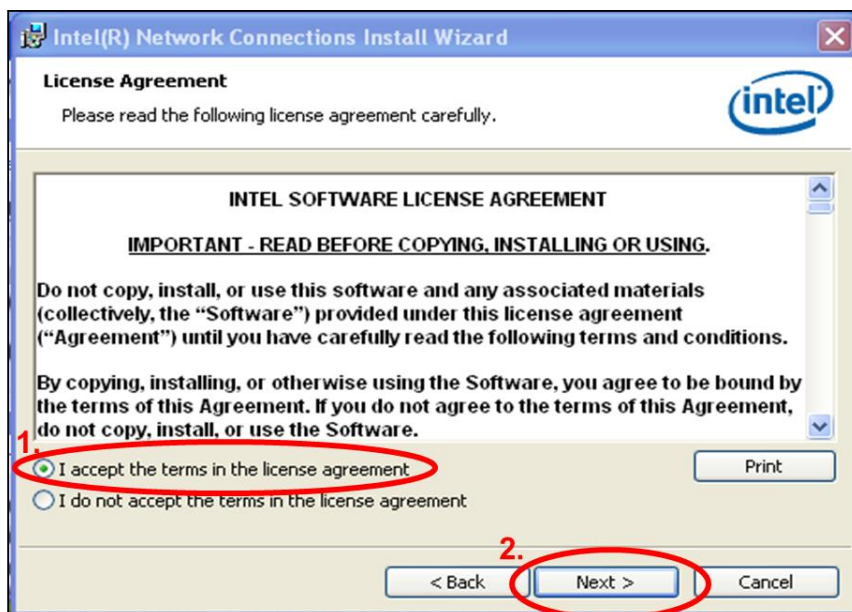 Intel(R) Network Connections Install Wizard
License Agreement
Please read the following license agreement carefully.
intel
INTEL SOFTWARE LICENSE AGREEMENT
IMPORTANT - READ BEFORE COPYING, INSTALLING OR USING.
Do not copy, install, or use this software and any associated materials
(collectively, the “Software”) provided under this license agreement
(“Agreement”) until you have carefully read the following terms and conditions.
By copying, installing, or otherwise using the Software, you agree to be bound by
the terms of this Agreement. If you do not agree to the terms of this Agreement,
do not copy, install, or use the Software.
1.
I accept the terms in the license agreement
Print
I do not accept the terms in the license agreement
2.
< Back
Next >
Cancel